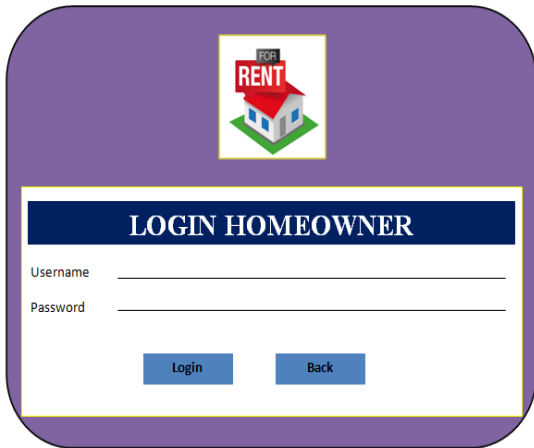 FOR
RENT
LOGIN HOMEOWNER
Username
Password
Login Back